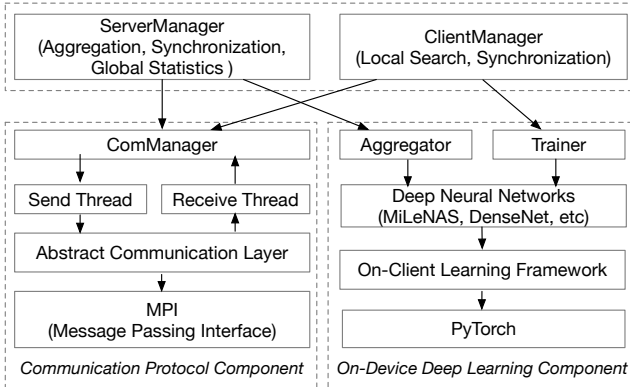 ServerManager
(Aggregation, Synchronization,
Global Statistics )
ClientManager
(Local Search, Synchronization)
ComManager
Send Thread
Receive Thread
Abstract Communication Layer
MPI
(Message Passing Interface)
Communication Protocol Component
Aggregator
Trainer
Deep Neural Networks
(MiLeNAS, DenseNet, etc)
On-Client Learning Framework
PyTorch
On-Device Deep Learning Component